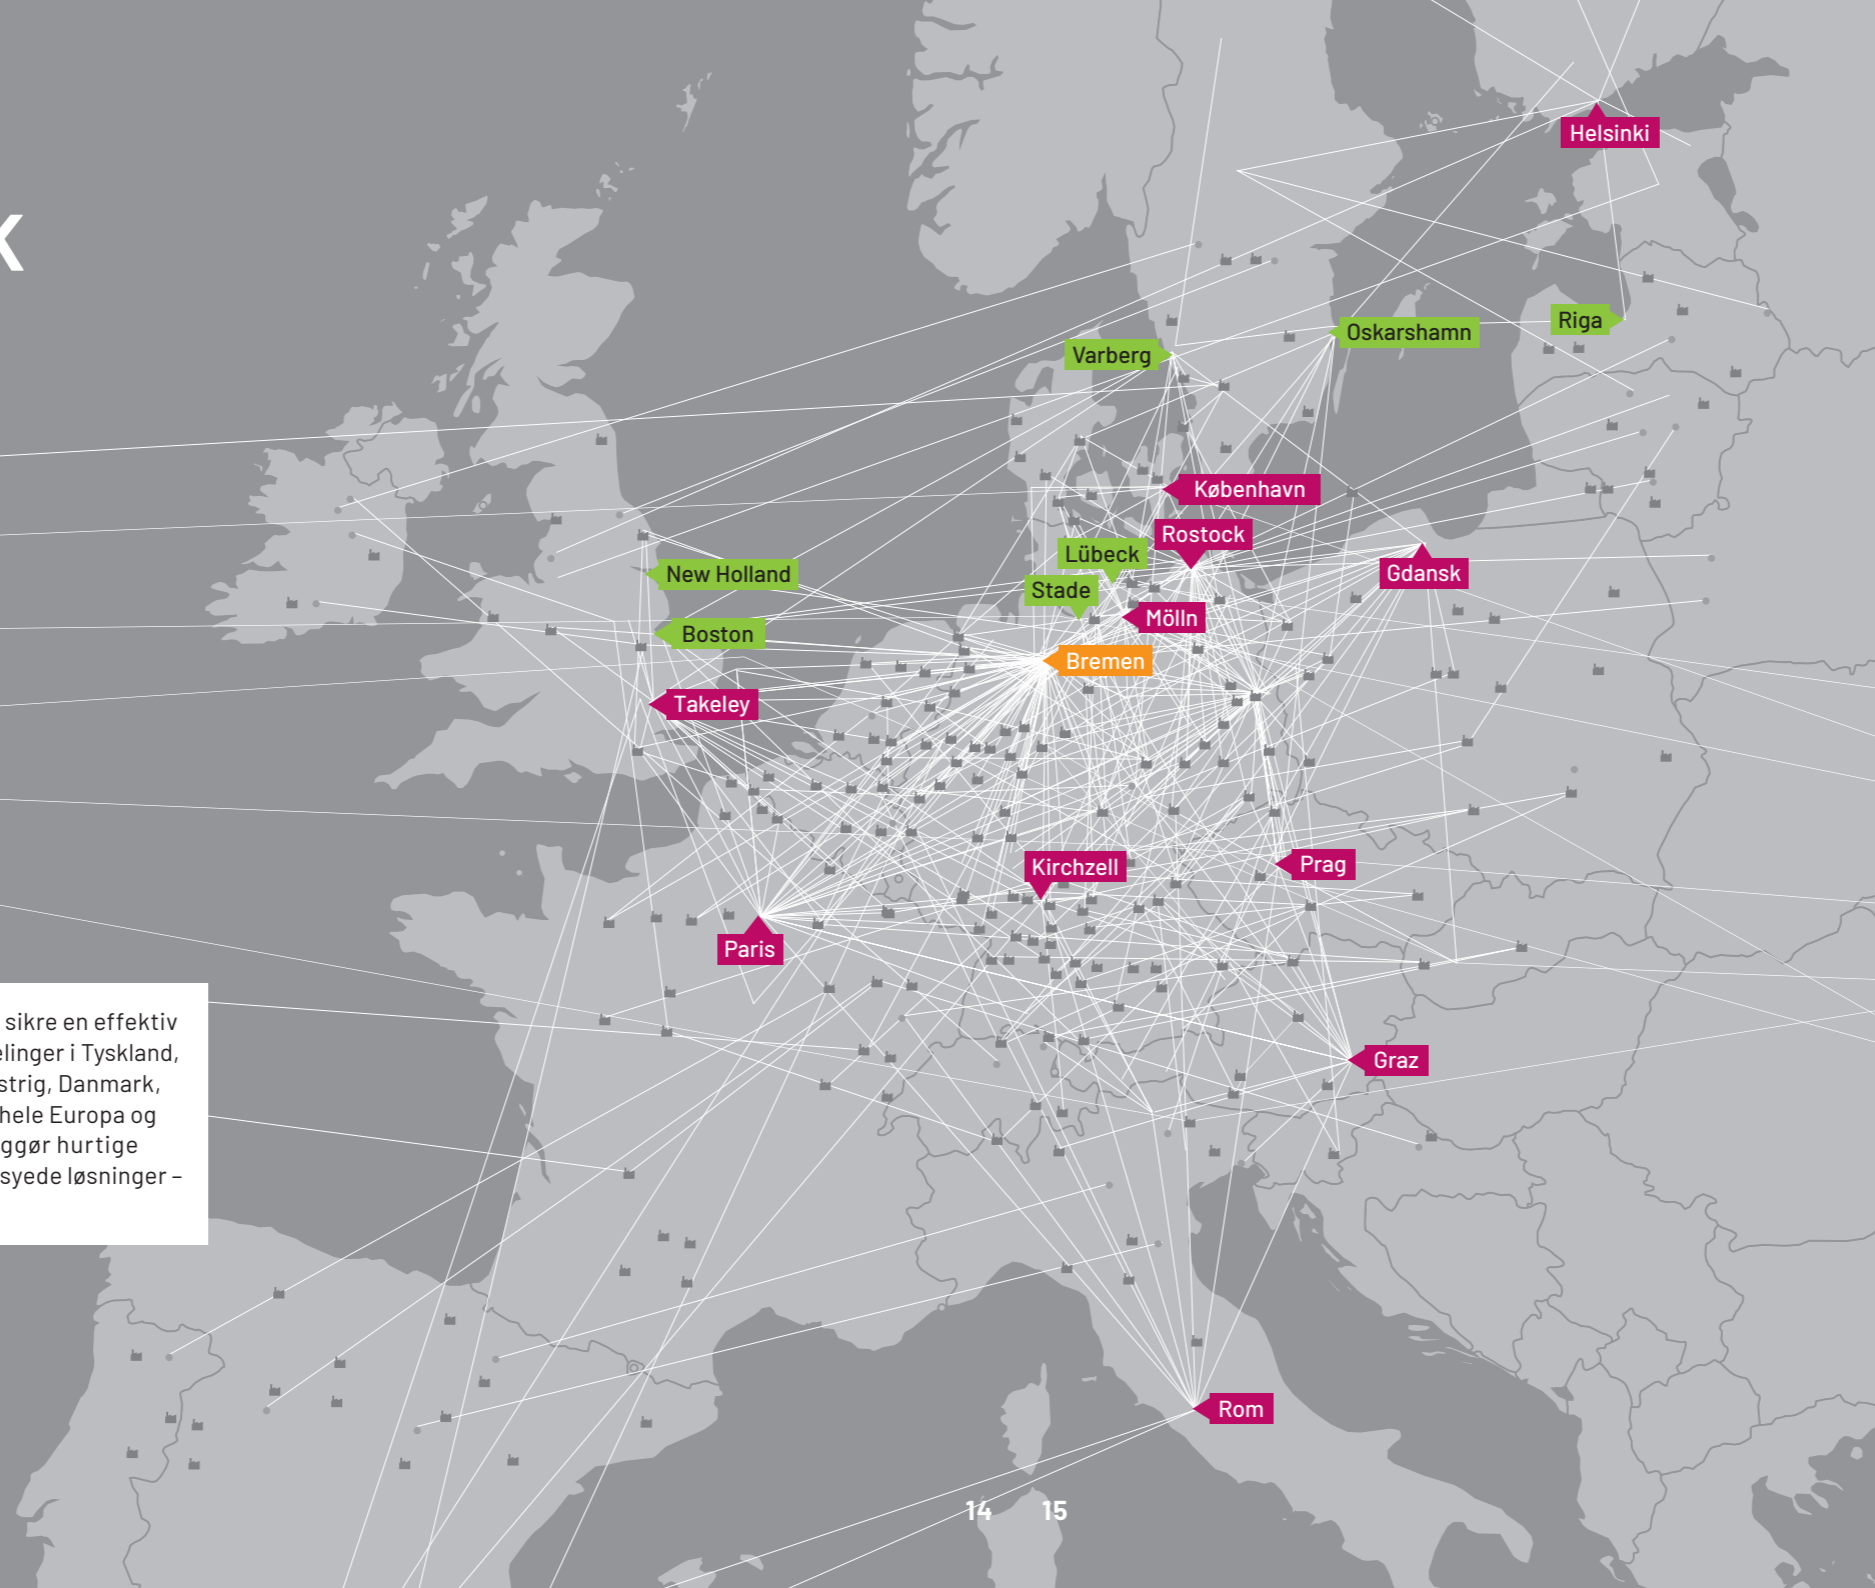 K
Helsinki
Riga
Oskarshamn
Varberg
København
Rostock
Lübeck
Gdansk
New Holland
Stade
Mölln
Boston
Bremen
Takeley
Kirchzell
Prag
Paris
sikre en effektiv
elinger i Tyskland,
strig, Danmark,
hele Europa og
ggør hurtige
syede løsninger –
Graz
Rom
14 15